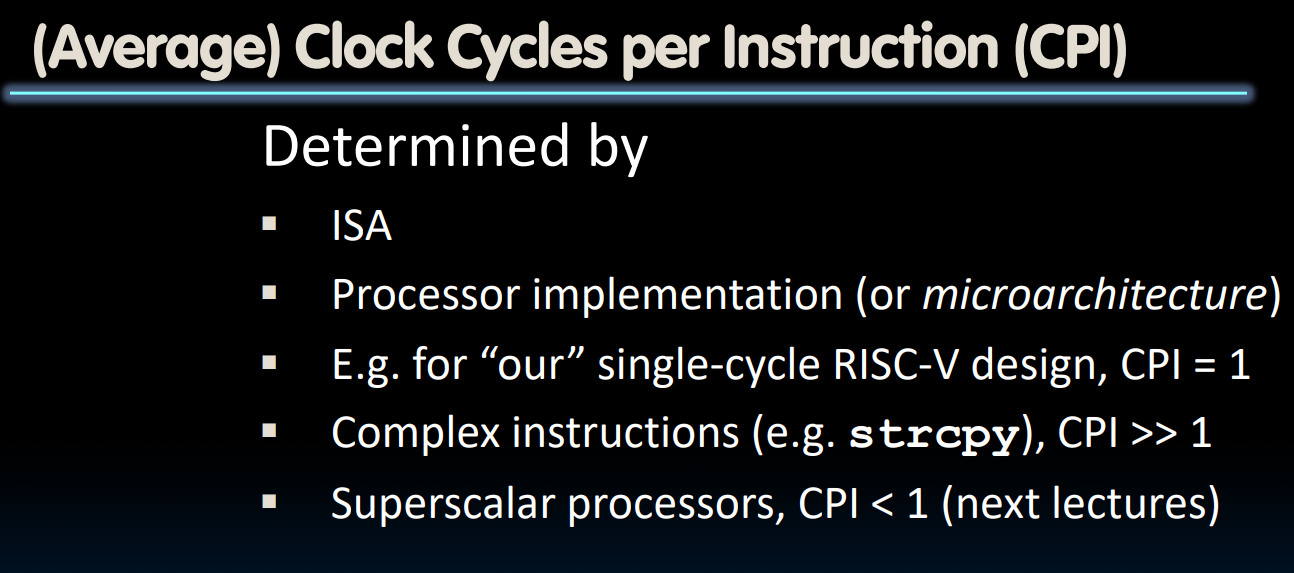 (Average) Clock Cycles per Instruction (CPI)
Determined by
▪ ISA
▪ Processor implementation (or microarchitecture)
▪ E.g. for “our” single-cycle RISC-V design, CPI = 1
▪ Complex instructions (e.g. strcpy), CPI >> 1
▪ Superscalar processors, CPI < 1 (next lectures)